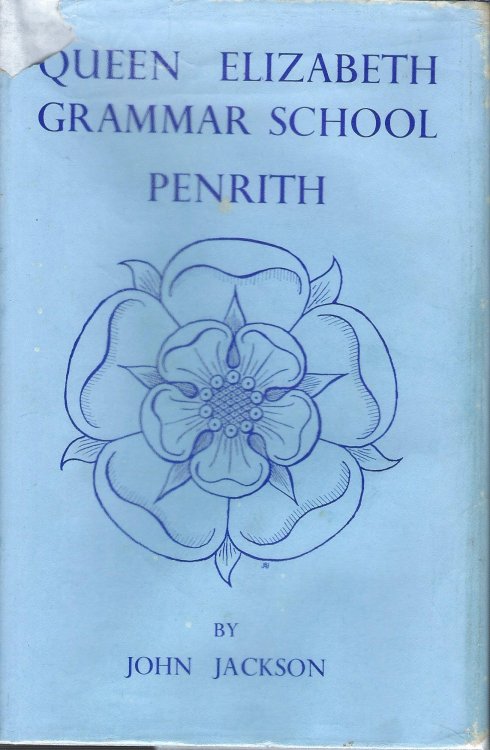 QUEEN ELIZABETH
GRAMMAR SCHOOL
PENRITH
BY
JOHN JACKSON